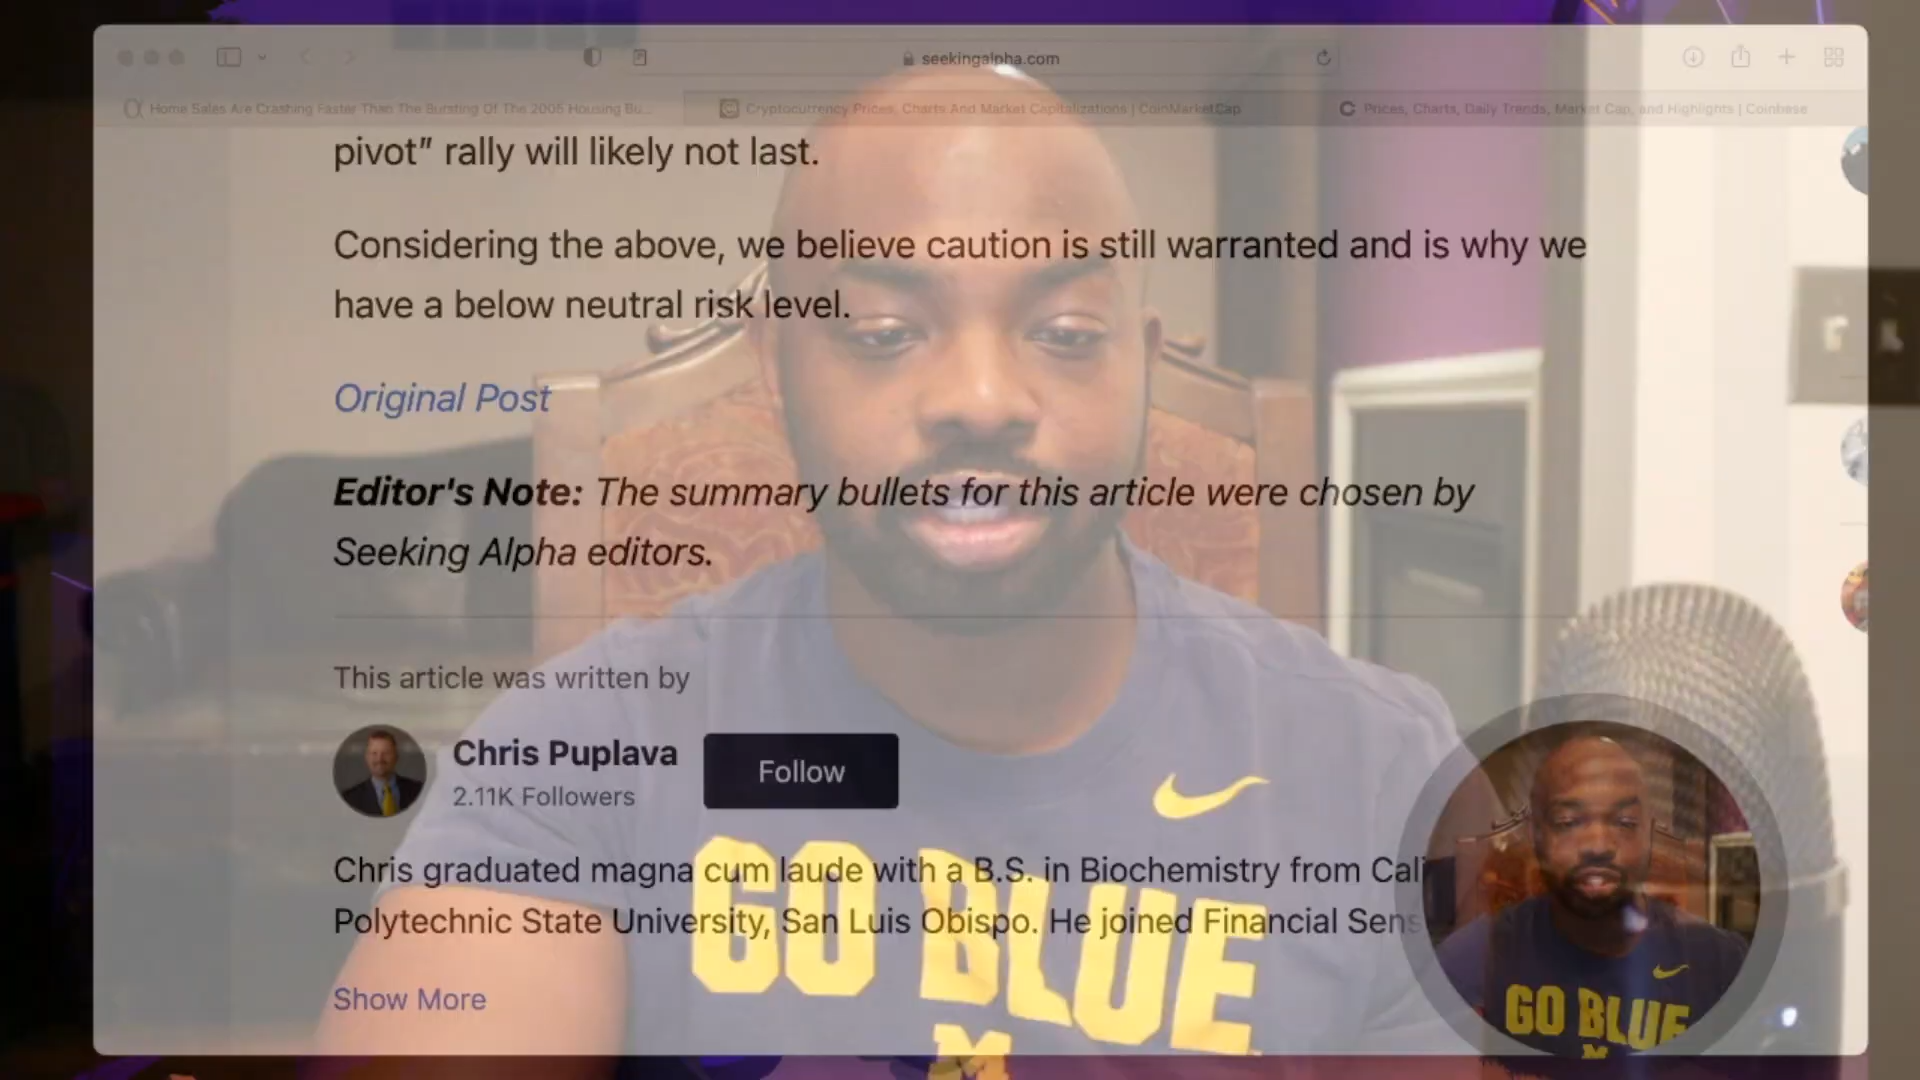 seekingalpha.com
Home Sales Are Crashing Faster Than The Bursting Of The 2005 Housing Bu...
Cryptocurrency Prices, Charts And Market Capitalizations | CoinMarketCap
Prices, Charts, Daily Trends, Market Cap, and Highlights | Coinbase
pivot” rally will likely not last.
Considering the above, we believe caution is still warranted and is why we
have a below neutral risk level.
Original Post
Editor's Note: The summary bullets for this article were chosen by
Seeking Alpha editors.
This article was written by
Chris Puplava
2.11K Followers
Follow
Chris graduated magna cum laude with a B.S. in Biochemistry from Cali
Polytechnic State University, San Luis Obispo. He joined Financial Sens
Show More
GO BLUE
M
GO BLUE
M